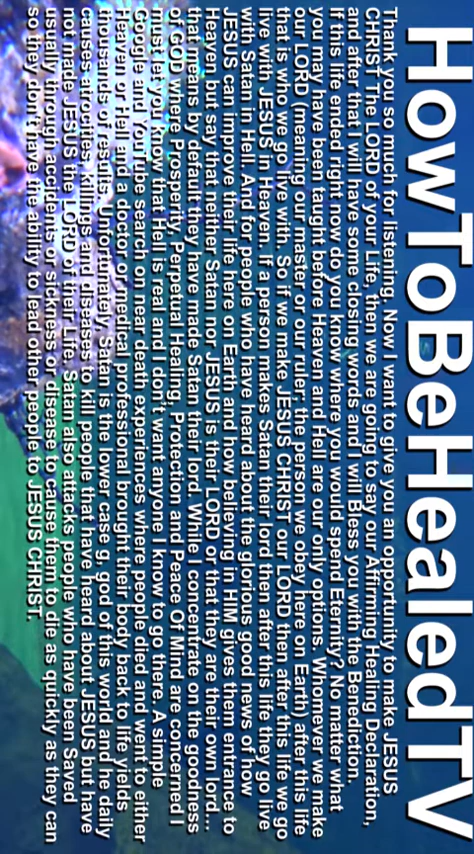 HowToBeHealedTV
Thank you so much for listening. Now I want to give you an opportunity to make JESUS
CHRIST The LORD of your Life, then we are going to say our Affirming Healing Declaration,
and after that I will have some closing words and I will Bless you with the Benediction.
If this life ended right now do you know where you would spend Eternity? No matter what
you may have been taught before Heaven and Hell are our only options. Whomever we make
our LORD (meaning our master or our ruler; the person we obey here on Earth) after this life
that is who we go live with. So if we make JESUS CHRIST our LORD then after this life we go
live with JESUS in Heaven. If a person makes Satan their lord then after this life they go live
with Satan in Hell. And for people who have heard about the glorious good news of how
JESUS can improve their life here on Earth and how believing in HIM gives them entrance to
Heaven but say that neither Satan nor JESUS is their LORD or that they are their own lord..
that means by default they have made Satan their lord. While I concentrate on the goodness
of GOD where Prosperity, Perpetual Healing, Protection and Peace Of Mind are concerned I
must let you know that Hell is real and I don't want anyone I know to go there. A simple
Google and YouTube search on near death experiences where people died and went to either
Heaven or Hell and a doctor or medical professional brought their body back to life, yields
thousands of results. Unfortunately, Satan is the lower case g, god of this world and he daily
causes casualties killings and diseases to kill people that have heard about JESUS but have
not made JESUS the LORD of their Life. Satan also attacks people who have been Saved
usually through accidents or sickness or disease to cause them to die as quickly as they can
so they don't have the ability to lead other people to JESUS CHRIST.